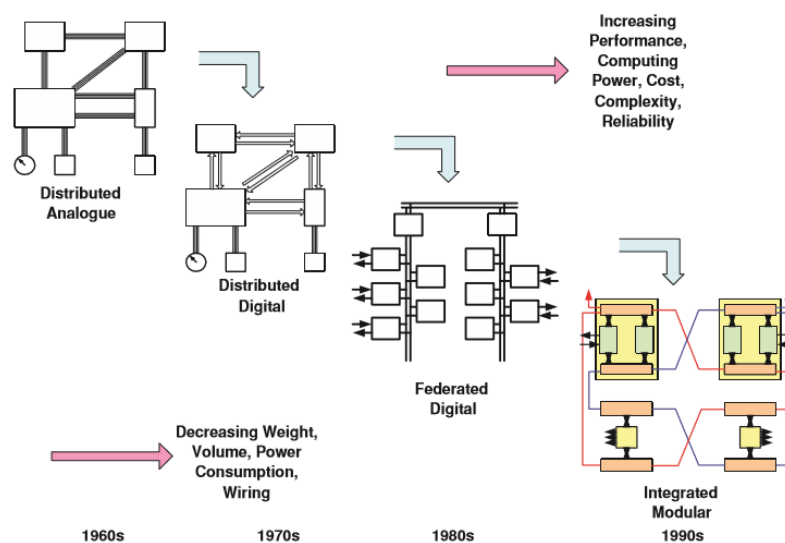 Increasing
Performance,
Computing
Power, Cost,
Complexity,
Reliability
Distributed
Analogue
Distributed
Digital
Federated
Digital
Decreasing Weight,
Volume, Power
Consumption,
Wiring
Integrated
Modular
1960s
1970s
1980s
1990s